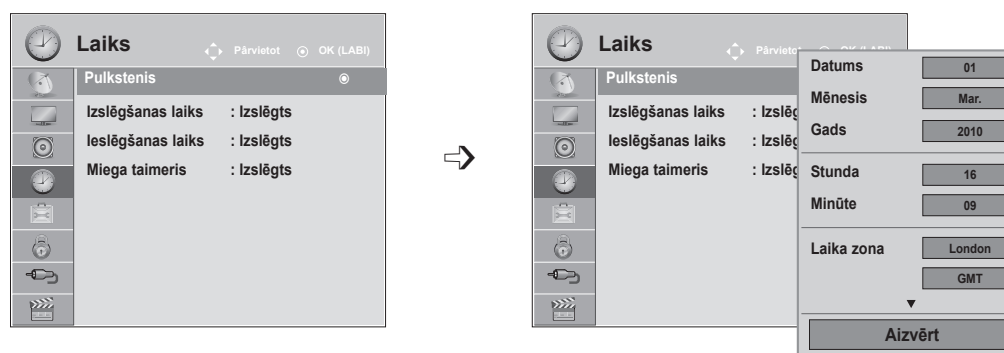 Laiks
Pārvietot OK (LABI)
Pulkstenis
Izslēgšanas laiks : Izslēgts
Ieslēgšanas laiks : Izslēgts
Miega taimeris : Izslēgts
Laiks
Pārvietot
Pulkstenis
Izslēgšanas laiks : Izslēg
Ieslēgšanas laiks : Izslēg
Miega taimeris : Izslēg
Datums 01
Mēnesis Mar.
Gads 2010
Stunda 16
Minūte 09
Laika zona London
GMT
Aizvērt